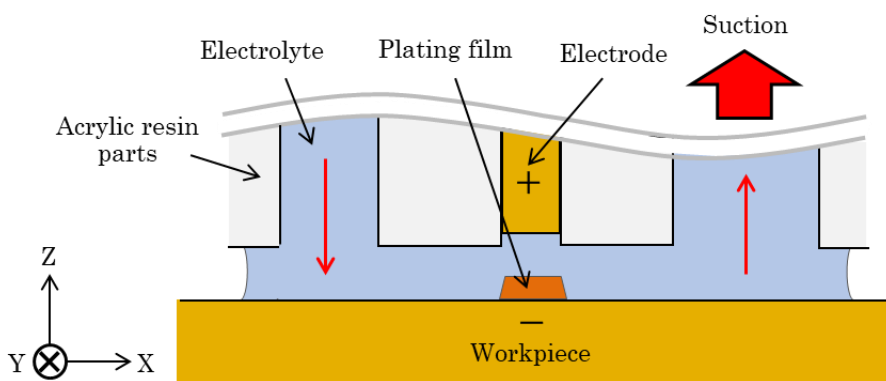 Suction
Electrolyte
Plating film
Electrode
Acrylic resin
parts
+
Z
Y
X
−
Workpiece